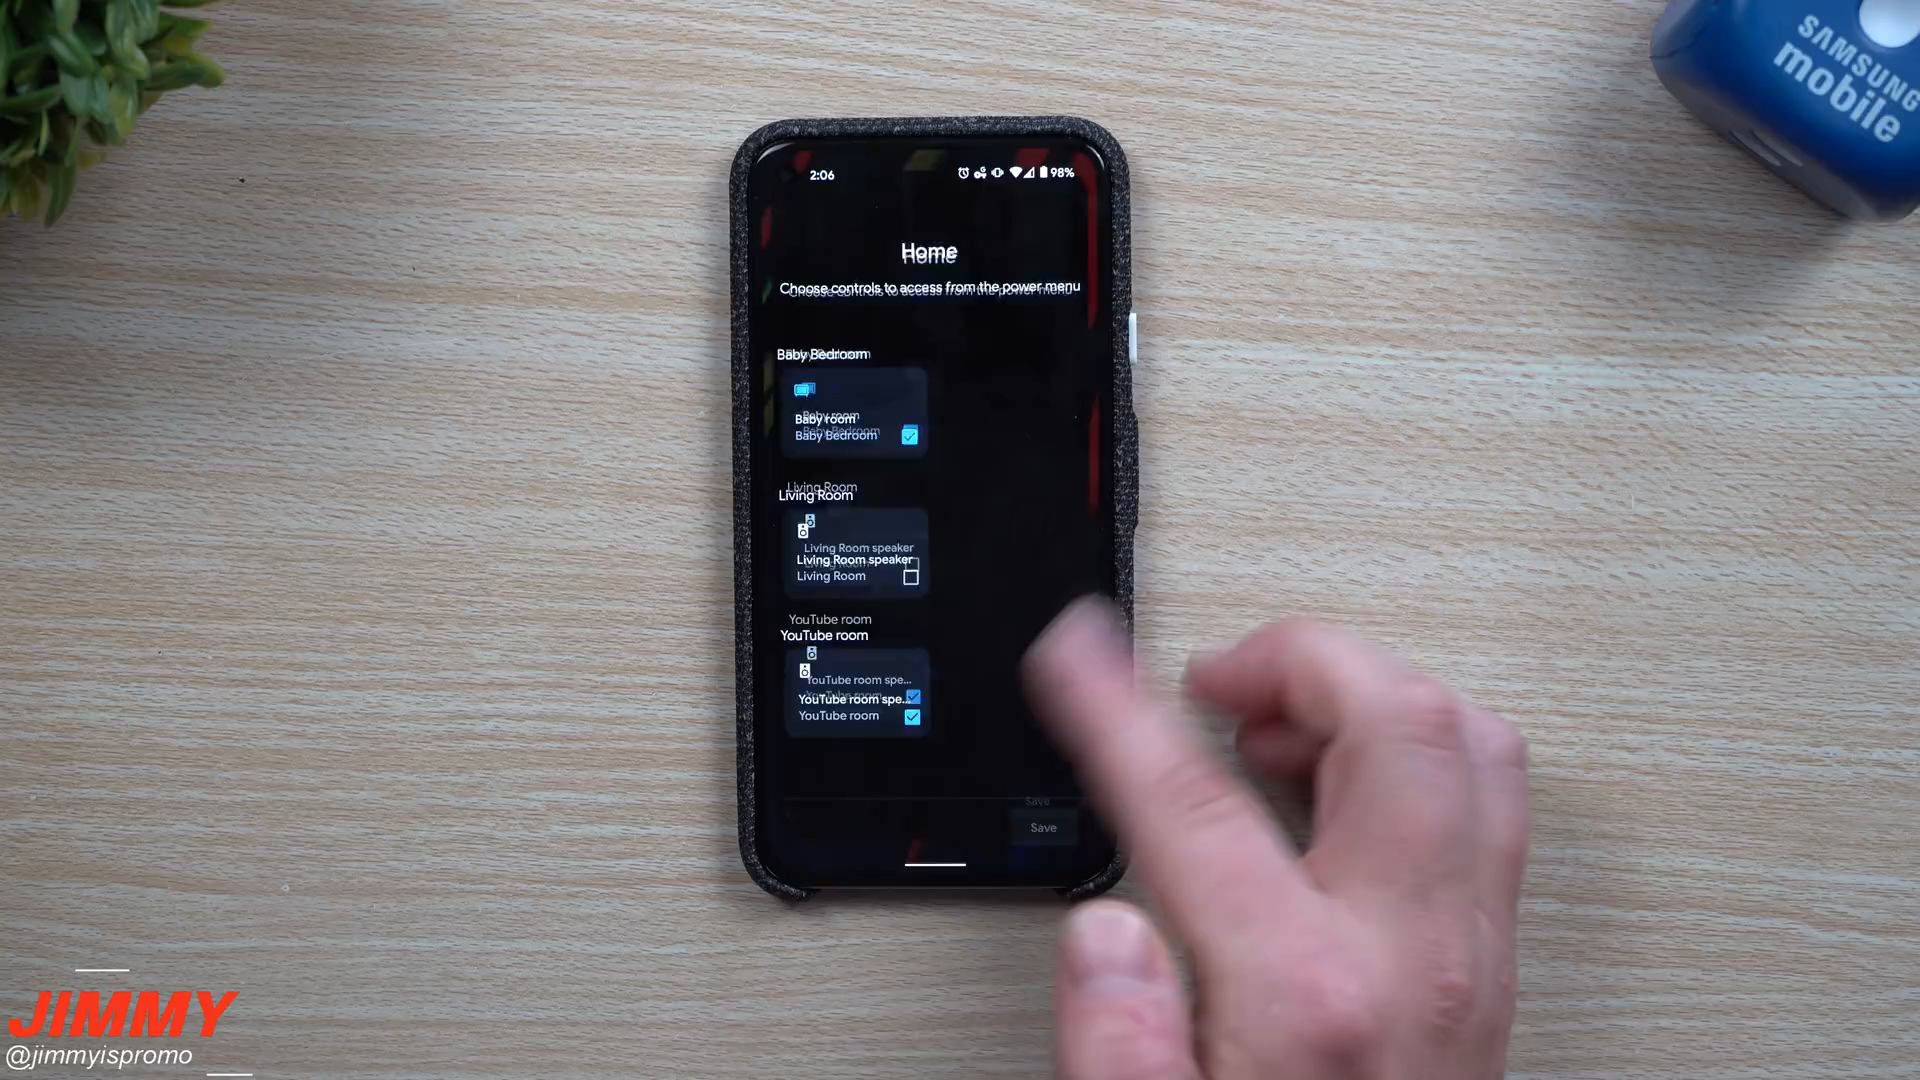 SAMSUNG
mobile
2:06
98%
Home
Choose controls to access from the power menu
Baby Bedroom
Baby room
Baby Bedroom
Living Room
Living Room speaker
Living Room
YouTube room
YouTube room spe...
YouTube room
Save
JIMMY
@jimmyispromo